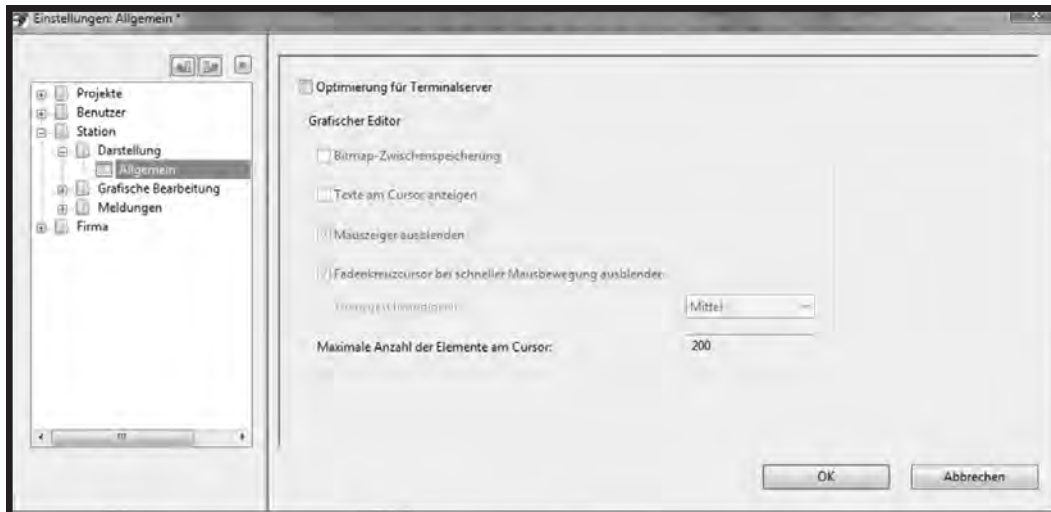 Einstellungen: Allgemein *
Projekte
Benutzer
Station
Darstellung
Allgemein
Grafische Bearbeitung
Meldungen
Firma
Optimierung für Terminalserver
Grafischer Editor
Bitmap-Zwischenspeicherung
Texte am Cursor anzeigen
Mauszeiger ausblenden
Fadenkreuzcursor bei schneller Mausbewegung ausblenden
Mittel
Maximale Anzahl der Elemente am Cursor:
200
OK
Abbrechen